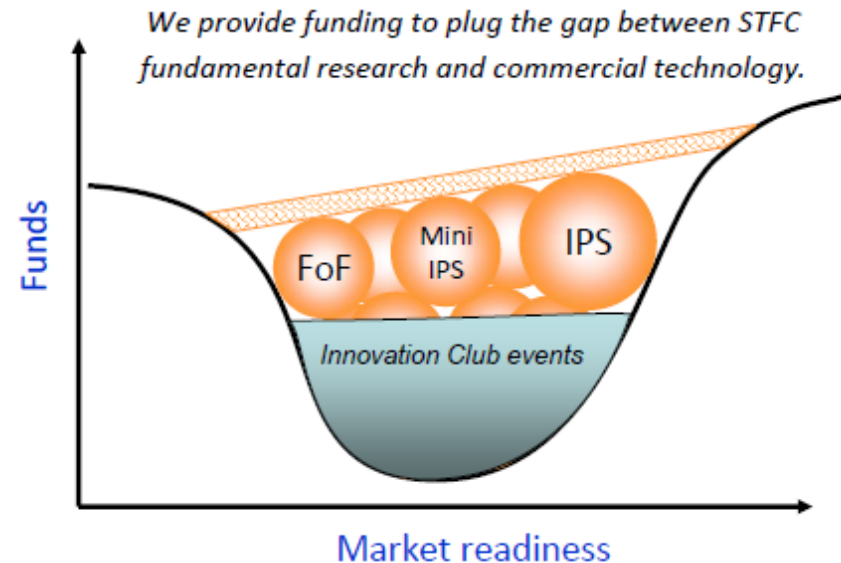 We provide funding to plug the gap between STFC
fundamental research and commercial technology.
Funds
FoF
Mini
IPS
IPS
Innovation Club events
Market readiness